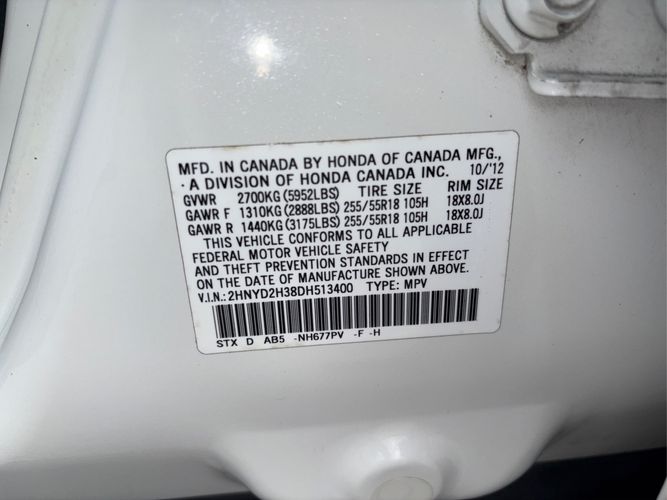 MFD. IN CANADA BY HONDA OF CANADA MFG.,
A DIVISION OF HONDA CANADA INC. 10/'12
GVWR 2700KG (5952LBS) TIRE SIZE RIM SIZE
GAWR F 1310KG (2888LBS) 255/55R18 105H 18X8.0J
GAWR R 1440KG (3175LBS) 255/55R18 105H 18X8.0J
THIS VEHICLE CONFORMS TO ALL APPLICABLE
FEDERAL MOTOR VEHICLE SAFETY
AND THEFT PREVENTION STANDARDS IN EFFECT
ON THE DATE OF MANUFACTURE SHOWN ABOVE.
V.I.N.: 2HNYD2H38DH513400 TYPE: MPV
STX D AB5 -NH677PV -F -H